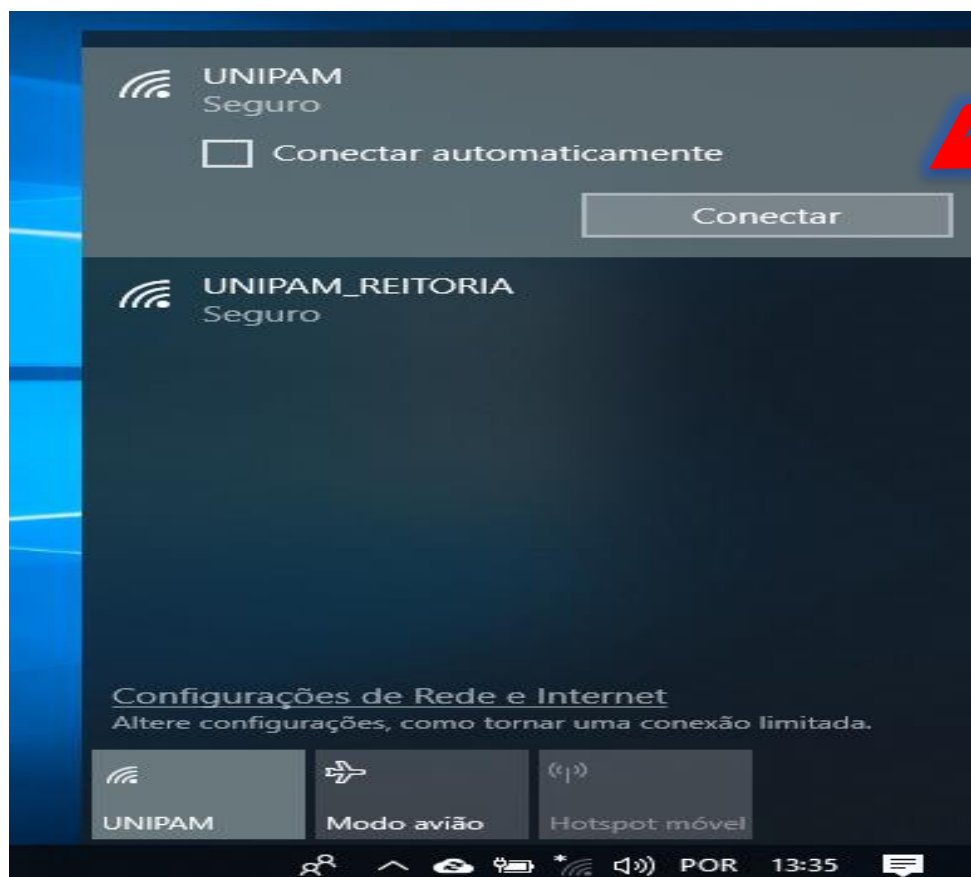 UNIPAM
Seguro
Conectar automaticamente
Conectar
UNIPAM_REITORIA
Seguro
Configurações de Rede e Internet
Altere configurações, como tornar uma conexão limitada.
UNIPAM
Modo avião
Hotspot móvel
POR 13:35